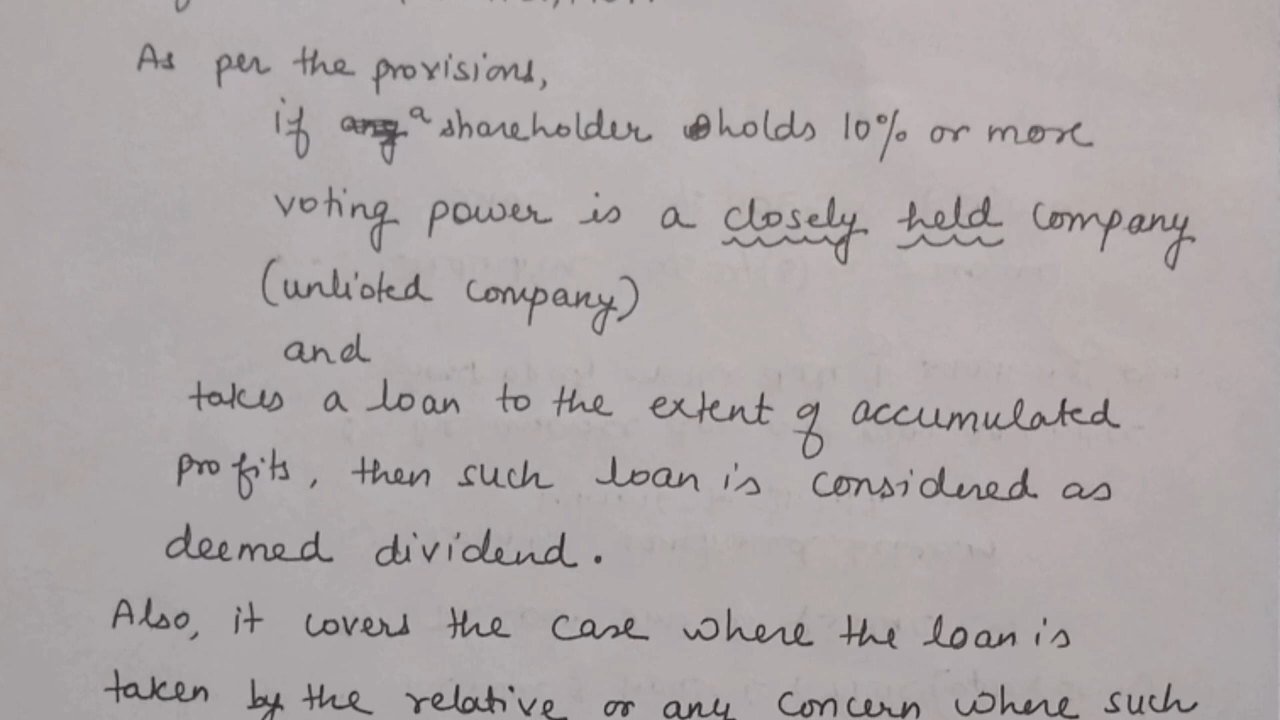 As per the provisions,
if a shareholder holds 10% or more
voting power is a closely held company
(unlisted company)
and
takes a loan to the extent of accumulated
profits, then such loan is considered as
deemed dividend.
Also, it covers the case where the loan is
taken by the relative or any concern where such